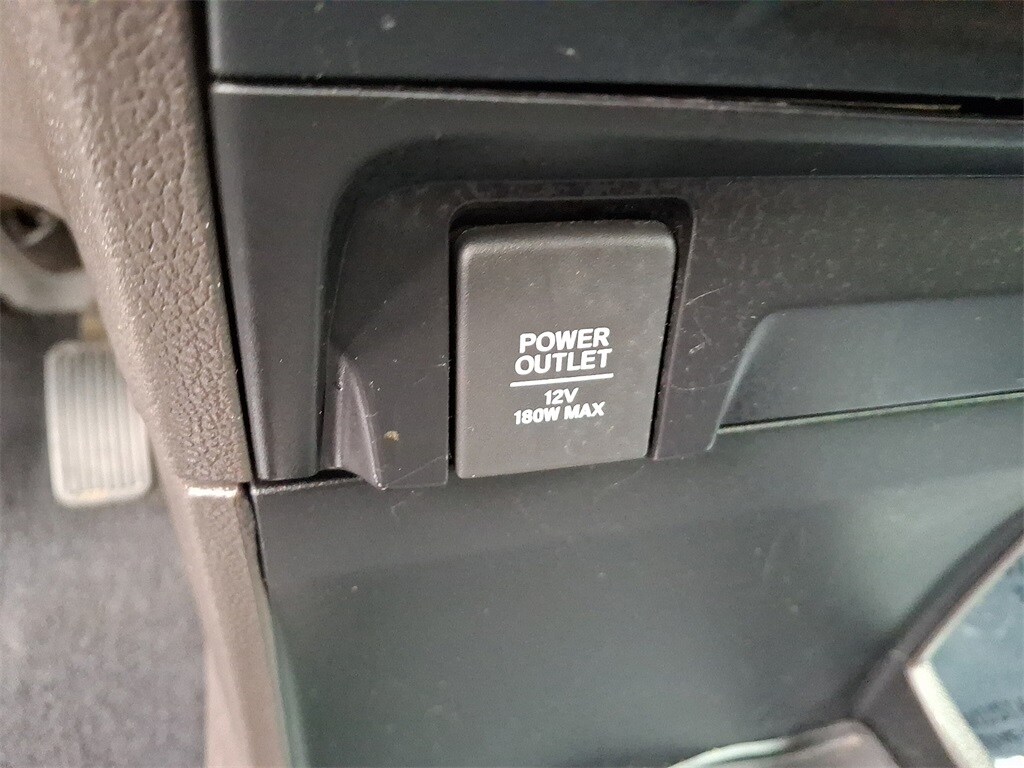 POWER
OUTLET
12V
180W MAX